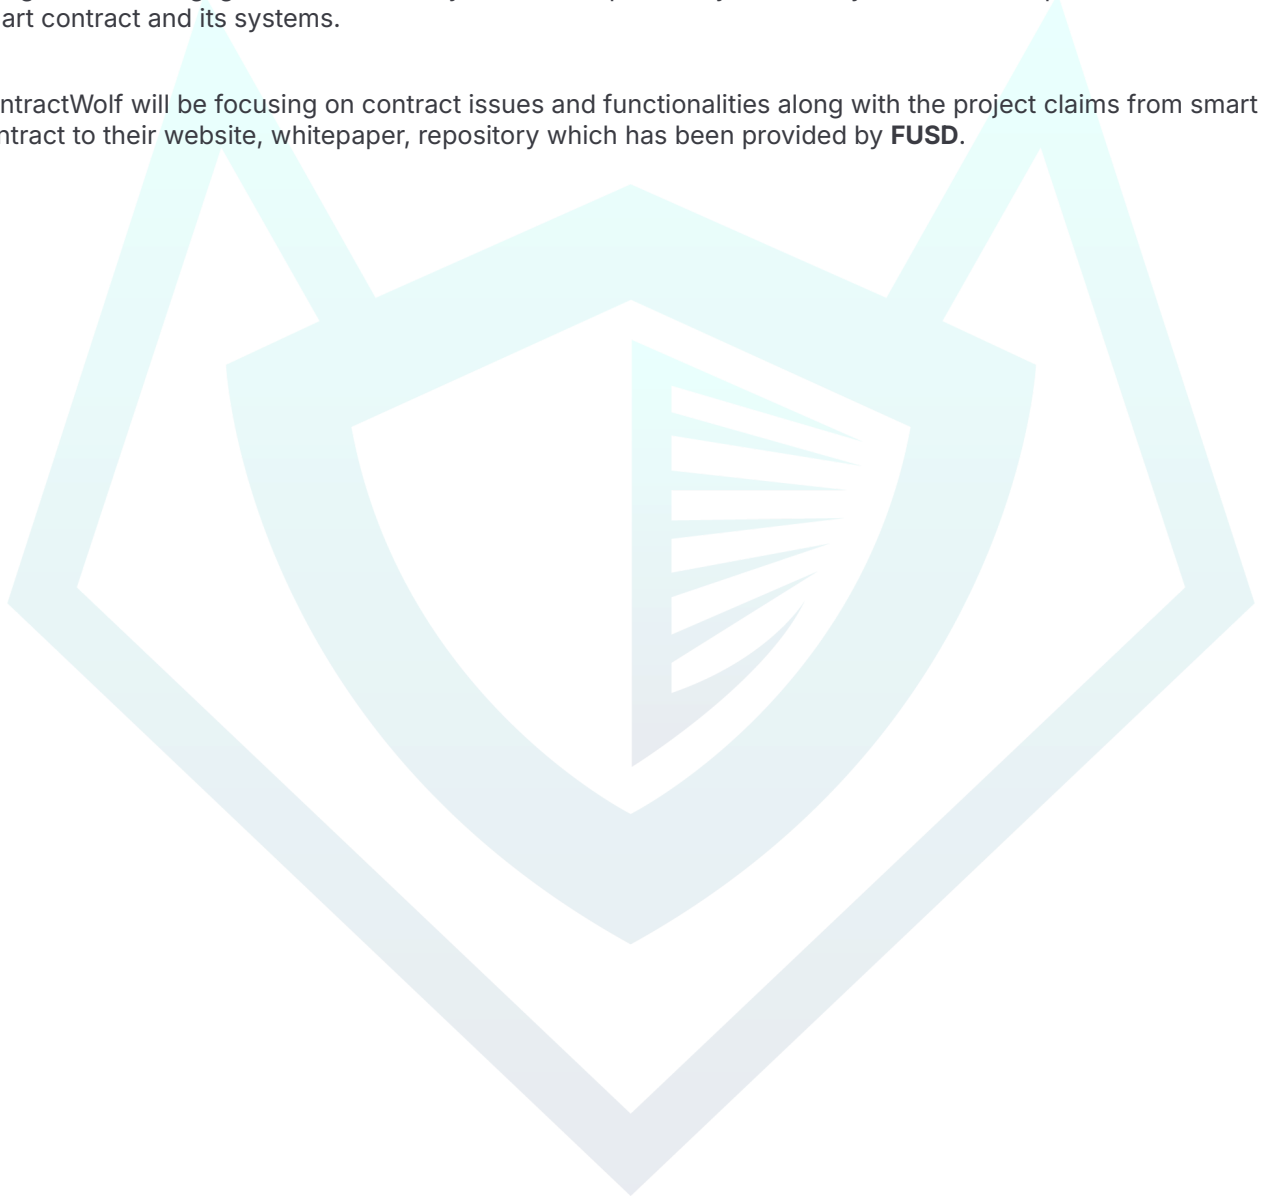 art contract and its systems.
ntractWolf will be focusing on contract issues and functionalities along with the project claims from smart
ntract to their website, whitepaper, repository which has been provided by FUSD.